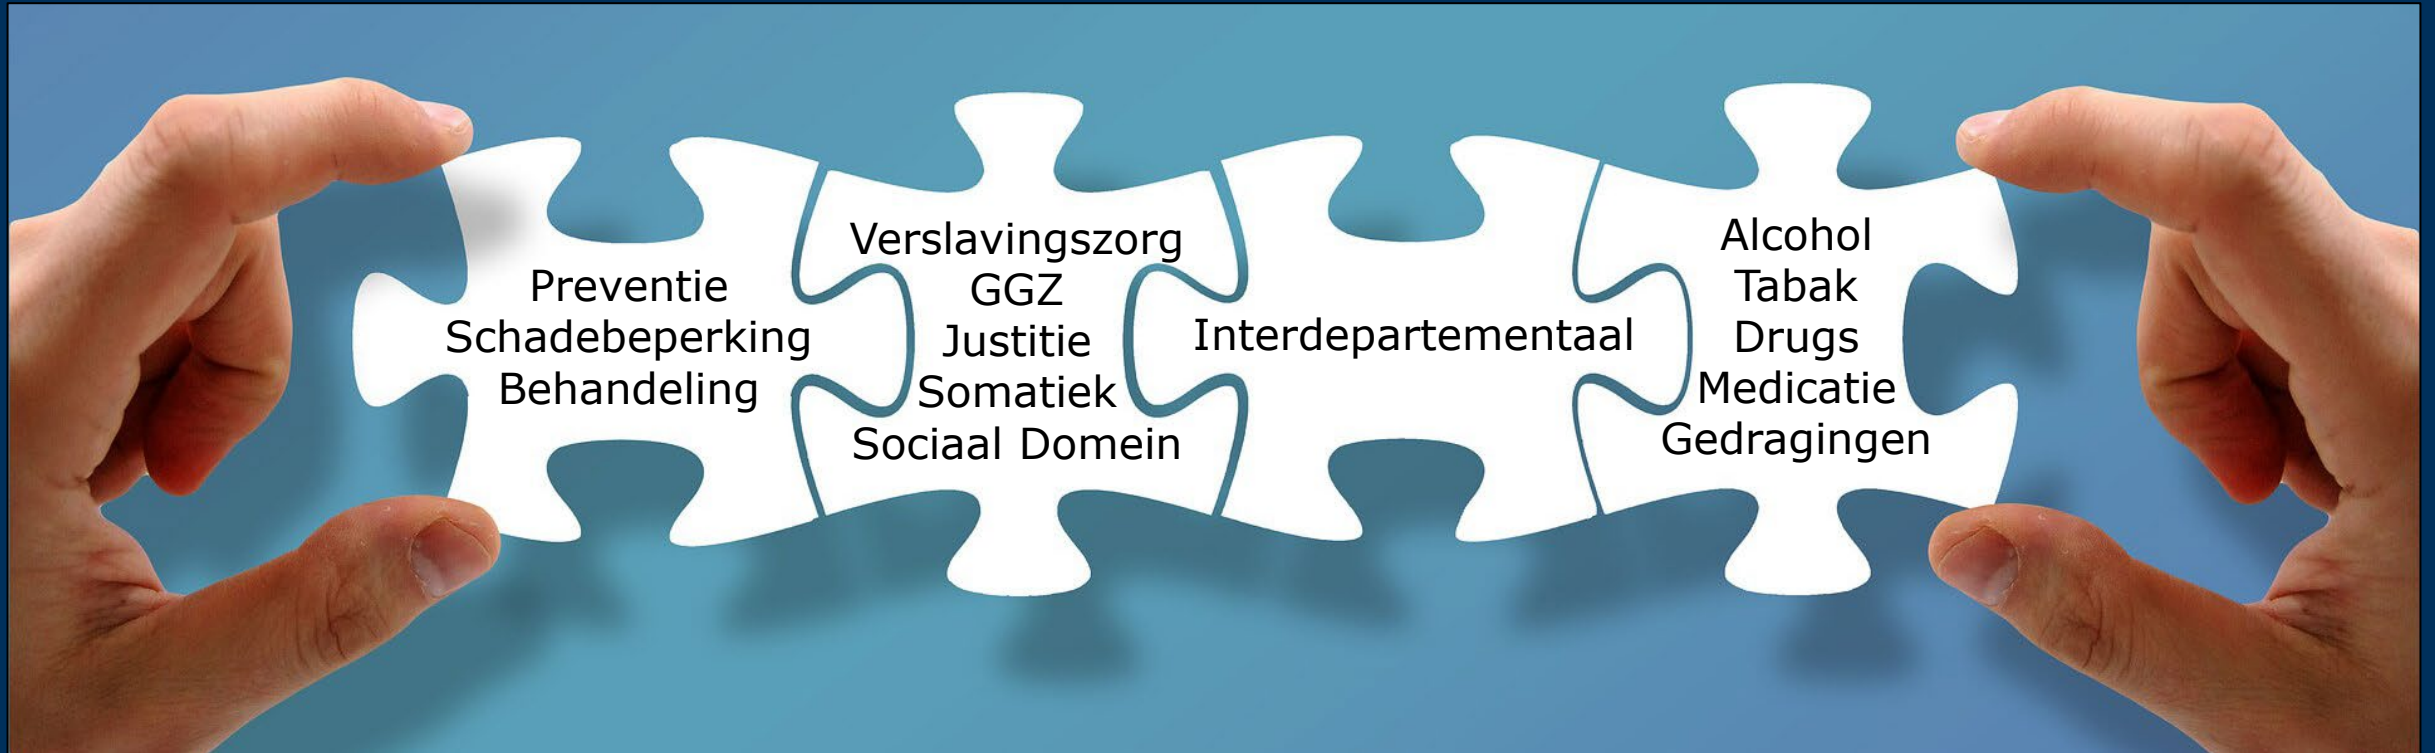 Preventie
Schadebeperking
Behandeling
Verslavingszorg
GGZ
Justitie
Somatiek
Sociaal Domein
Interdepartementaal
Alcohol
Tabak
Drugs
Medicatie
Gedragingen